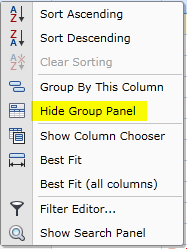 Sort Ascending
Sort Descending
Clear Sorting
Group By This Column
Hide Group Panel
Show Column Chooser
Best Fit
Best Fit (all columns)
Filter Editor...
Show Search Panel